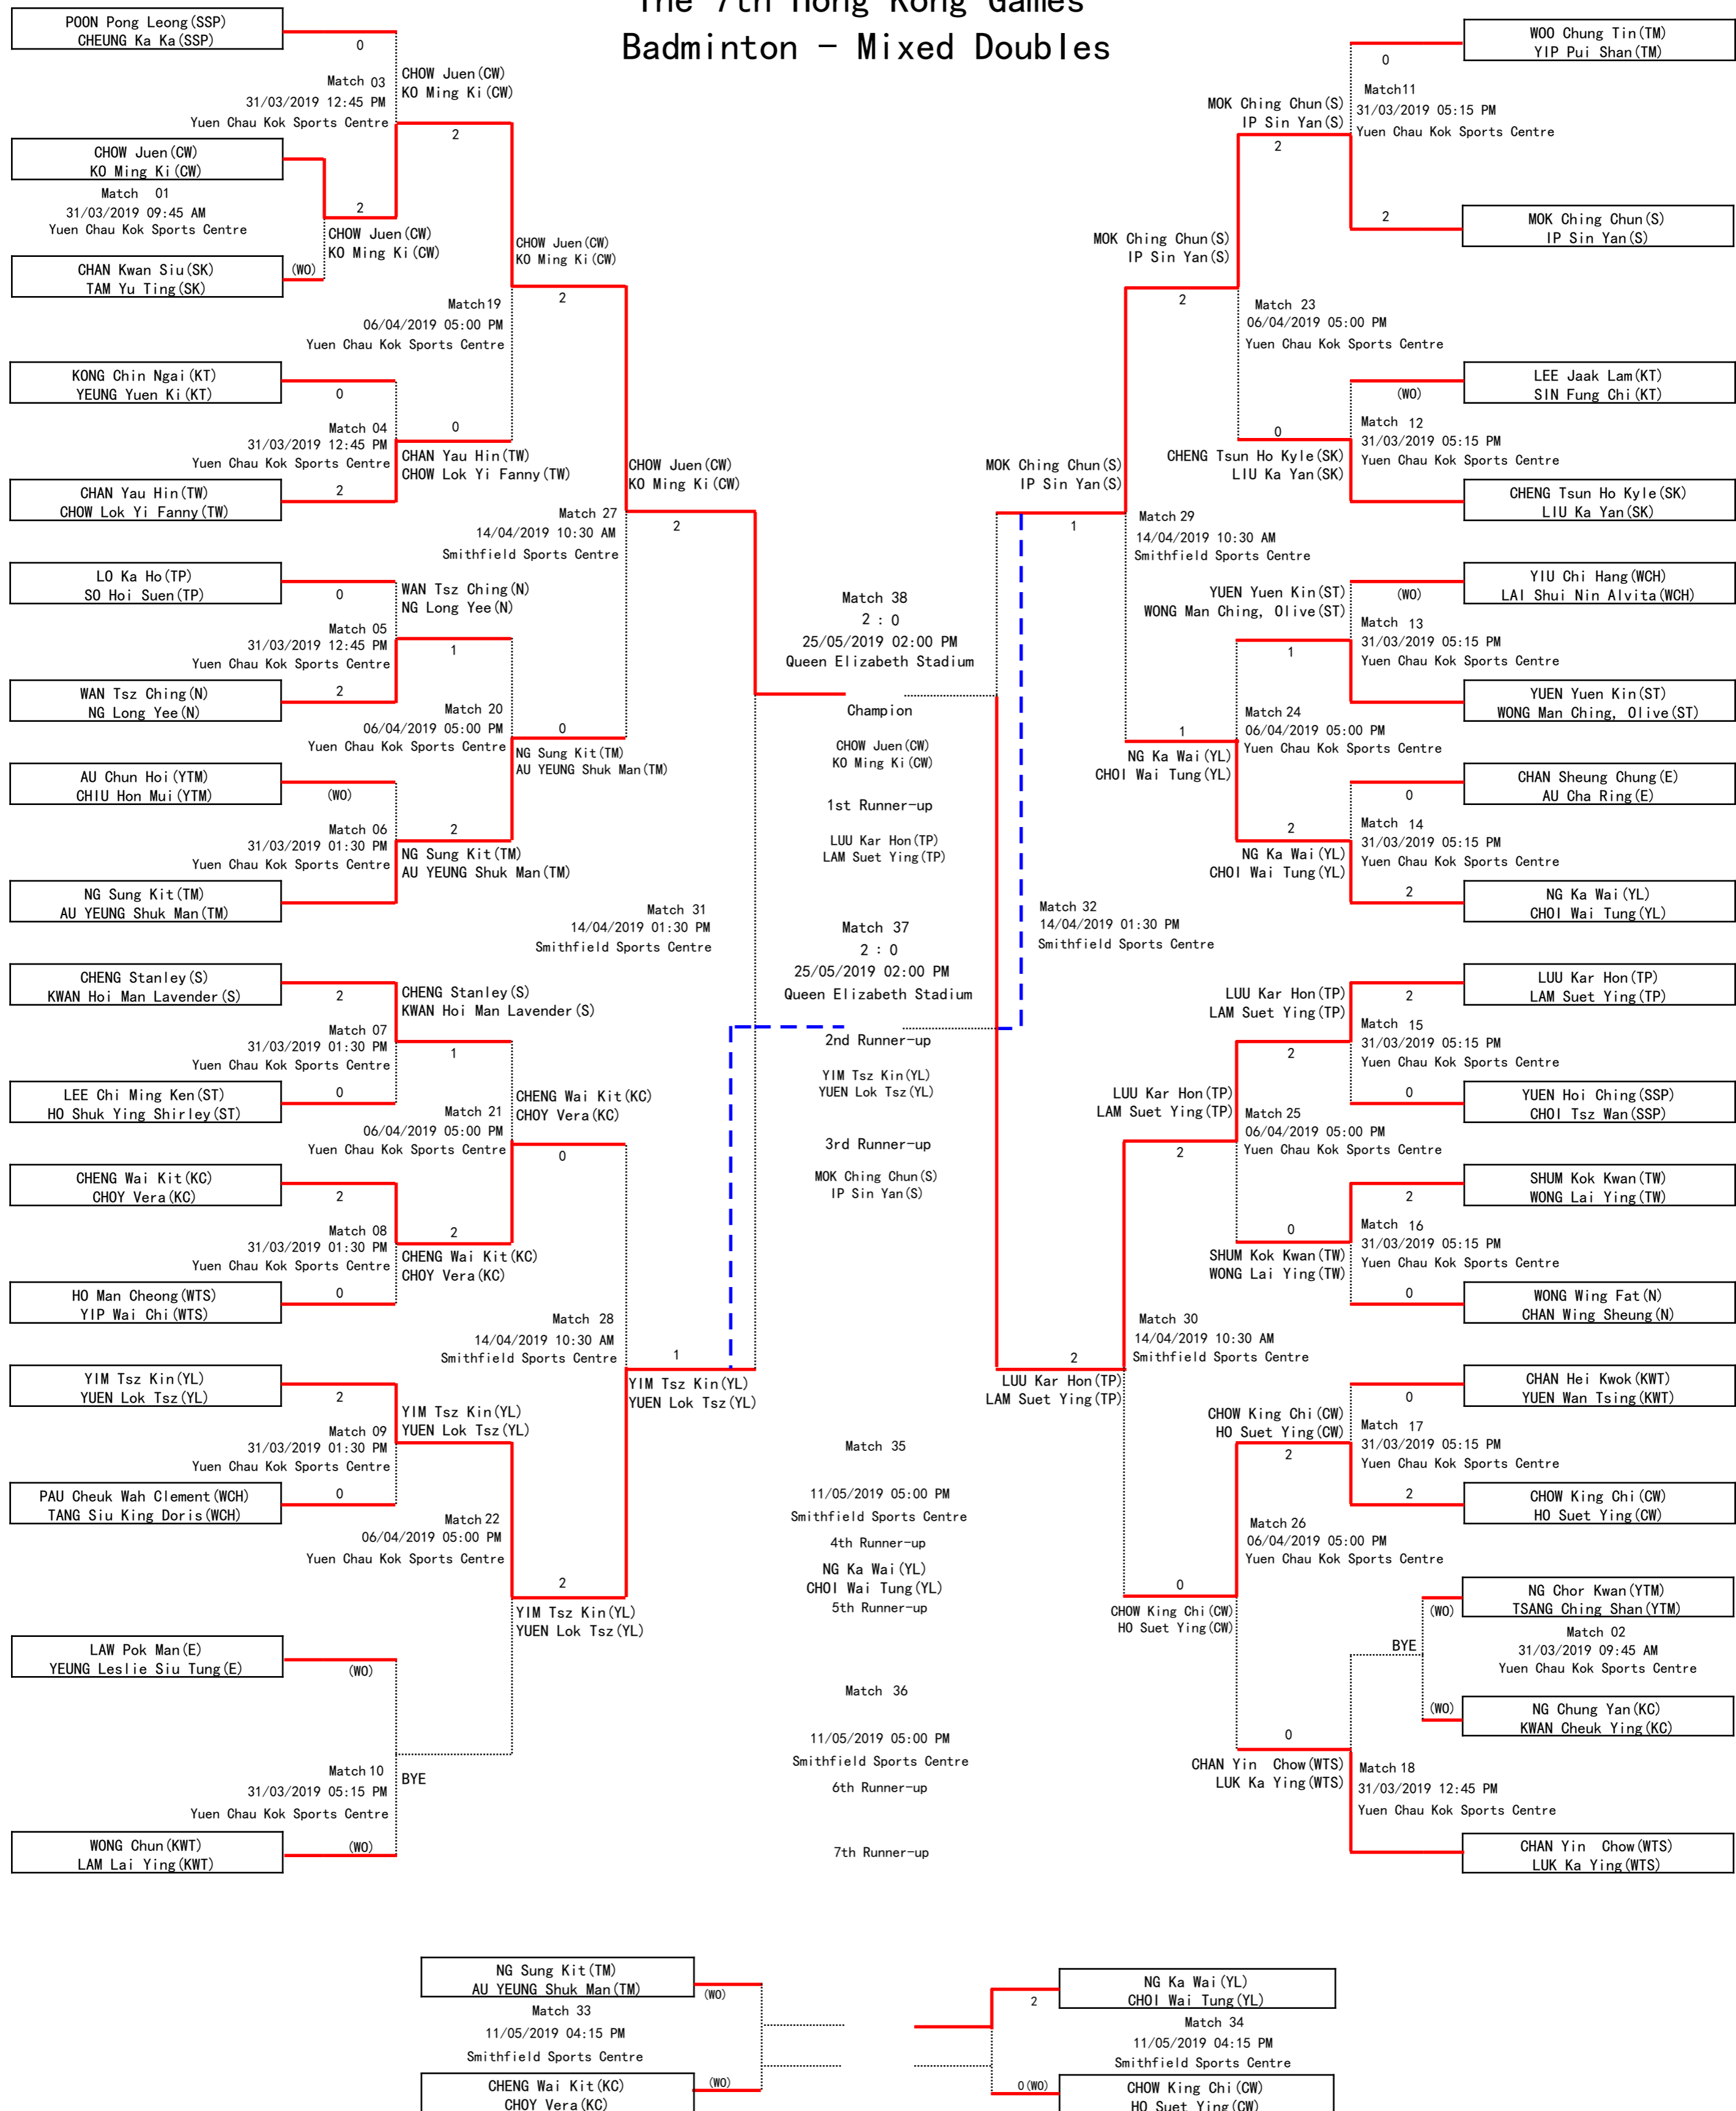 The 7th Hong Kong Games
Badminton – Mixed Doubles
POON Pong Leong(SSP)
CHEUNG Ka Ka(SSP)
0
Match 03
31/03/2019 12:45 PM
Yuen Chau Kok Sports Centre
CHOW Juen(CW)
KO Ming Ki(CW)
2
CHOW Juen(CW)
KO Ming Ki(CW)
Match 01
31/03/2019 09:45 AM
Yuen Chau Kok Sports Centre
2
CHOW Juen(CW)
KO Ming Ki(CW)
CHAN Kwan Siu(SK)
TAM Yu Ting(SK)
(WO)
CHOW Juen(CW)
KO Ming Ki(CW)
2
Match19
06/04/2019 05:00 PM
Yuen Chau Kok Sports Centre
KONG Chin Ngai(KT)
YEUNG Yuen Ki(KT)
0
Match 04
31/03/2019 12:45 PM
Yuen Chau Kok Sports Centre
0
CHAN Yau Hin(TW)
CHOW Lok Yi Fanny(TW)
CHAN Yau Hin(TW)
CHOW Lok Yi Fanny(TW)
2
CHOW Juen(CW)
KO Ming Ki(CW)
2
Match 27
14/04/2019 10:30 AM
Smithfield Sports Centre
LO Ka Ho(TP)
SO Hoi Suen(TP)
0
WAN Tsz Ching(N)
NG Long Yee(N)
Match 05
31/03/2019 12:45 PM
Yuen Chau Kok Sports Centre
1
WAN Tsz Ching(N)
NG Long Yee(N)
2
Match 20
06/04/2019 05:00 PM
Yuen Chau Kok Sports Centre
0
NG Sung Kit(TM)
AU YEUNG Shuk Man(TM)
AU Chun Hoi(YTM)
CHIU Hon Mui(YTM)
(WO)
Match 06
31/03/2019 01:30 PM
Yuen Chau Kok Sports Centre
2
NG Sung Kit(TM)
AU YEUNG Shuk Man(TM)
NG Sung Kit(TM)
AU YEUNG Shuk Man(TM)
Match 31
14/04/2019 01:30 PM
Smithfield Sports Centre
CHENG Stanley(S)
KWAN Hoi Man Lavender(S)
2
CHENG Stanley(S)
KWAN Hoi Man Lavender(S)
Match 07
31/03/2019 01:30 PM
Yuen Chau Kok Sports Centre
1
LEE Chi Ming Ken(ST)
HO Shuk Ying Shirley(ST)
0
CHENG Wai Kit(KC)
CHOY Vera(KC)
Match 21
06/04/2019 05:00 PM
Yuen Chau Kok Sports Centre
0
CHENG Wai Kit(KC)
CHOY Vera(KC)
2
Match 08
31/03/2019 01:30 PM
Yuen Chau Kok Sports Centre
2
CHENG Wai Kit(KC)
CHOY Vera(KC)
HO Man Cheong(WTS)
YIP Wai Chi(WTS)
0
Match 28
14/04/2019 10:30 AM
Smithfield Sports Centre
1
YIM Tsz Kin(YL)
YUEN Lok Tsz(YL)
YIM Tsz Kin(YL)
YUEN Lok Tsz(YL)
2
YIM Tsz Kin(YL)
YUEN Lok Tsz(YL)
Match 09
31/03/2019 01:30 PM
Yuen Chau Kok Sports Centre
PAU Cheuk Wah Clement(WCH)
TANG Siu King Doris(WCH)
0
Match 22
06/04/2019 05:00 PM
Yuen Chau Kok Sports Centre
2
YIM Tsz Kin(YL)
YUEN Lok Tsz(YL)
LAW Pok Man(E)
YEUNG Leslie Siu Tung(E)
(WO)
Match 10
31/03/2019 05:15 PM
Yuen Chau Kok Sports Centre
BYE
WONG Chun(KWT)
LAM Lai Ying(KWT)
(WO)
Match 38
2 : 0
25/05/2019 02:00 PM
Queen Elizabeth Stadium
Champion
CHOW Juen(CW)
KO Ming Ki(CW)
1st Runner-up
LUU Kar Hon(TP)
LAM Suet Ying(TP)
Match 37
2 : 0
25/05/2019 02:00 PM
Queen Elizabeth Stadium
2nd Runner-up
YIM Tsz Kin(YL)
YUEN Lok Tsz(YL)
3rd Runner-up
MOK Ching Chun(S)
IP Sin Yan(S)
Match 35
11/05/2019 05:00 PM
Smithfield Sports Centre
4th Runner-up
NG Ka Wai(YL)
CHOI Wai Tung(YL)
5th Runner-up
Match 36
11/05/2019 05:00 PM
Smithfield Sports Centre
6th Runner-up
7th Runner-up
WOO Chung Tin(TM)
YIP Pui Shan(TM)
0
Match11
31/03/2019 05:15 PM
Yuen Chau Kok Sports Centre
MOK Ching Chun(S)
IP Sin Yan(S)
2
2
MOK Ching Chun(S)
IP Sin Yan(S)
MOK Ching Chun(S)
IP Sin Yan(S)
2
Match 23
06/04/2019 05:00 PM
Yuen Chau Kok Sports Centre
LEE Jaak Lam(KT)
SIN Fung Chi(KT)
(WO)
Match 12
31/03/2019 05:15 PM
Yuen Chau Kok Sports Centre
0
CHENG Tsun Ho Kyle(SK)
LIU Ka Yan(SK)
CHENG Tsun Ho Kyle(SK)
LIU Ka Yan(SK)
MOK Ching Chun(S)
IP Sin Yan(S)
1
Match 29
14/04/2019 10:30 AM
Smithfield Sports Centre
YIU Chi Hang(WCH)
LAI Shui Nin Alvita(WCH)
(WO)
YUEN Yuen Kin(ST)
WONG Man Ching, Olive(ST)
Match 13
31/03/2019 05:15 PM
Yuen Chau Kok Sports Centre
1
YUEN Yuen Kin(ST)
WONG Man Ching, Olive(ST)
Match 24
06/04/2019 05:00 PM
Yuen Chau Kok Sports Centre
1
NG Ka Wai(YL)
CHOI Wai Tung(YL)
CHAN Sheung Chung(E)
AU Cha Ring(E)
0
Match 14
31/03/2019 05:15 PM
Yuen Chau Kok Sports Centre
2
NG Ka Wai(YL)
CHOI Wai Tung(YL)
2
NG Ka Wai(YL)
CHOI Wai Tung(YL)
Match 32
14/04/2019 01:30 PM
Smithfield Sports Centre
LUU Kar Hon(TP)
LAM Suet Ying(TP)
2
LUU Kar Hon(TP)
LAM Suet Ying(TP)
Match 15
31/03/2019 05:15 PM
Yuen Chau Kok Sports Centre
2
0
YUEN Hoi Ching(SSP)
CHOI Tsz Wan(SSP)
LUU Kar Hon(TP)
LAM Suet Ying(TP)
2
Match 25
06/04/2019 05:00 PM
Yuen Chau Kok Sports Centre
SHUM Kok Kwan(TW)
WONG Lai Ying(TW)
2
Match 16
31/03/2019 05:15 PM
Yuen Chau Kok Sports Centre
0
SHUM Kok Kwan(TW)
WONG Lai Ying(TW)
0
WONG Wing Fat(N)
CHAN Wing Sheung(N)
Match 30
14/04/2019 10:30 AM
Smithfield Sports Centre
2
LUU Kar Hon(TP)
LAM Suet Ying(TP)
CHAN Hei Kwok(KWT)
YUEN Wan Tsing(KWT)
0
CHOW King Chi(CW)
HO Suet Ying(CW)
Match 17
31/03/2019 05:15 PM
Yuen Chau Kok Sports Centre
2
2
CHOW King Chi(CW)
HO Suet Ying(CW)
Match 26
06/04/2019 05:00 PM
Yuen Chau Kok Sports Centre
0
CHOW King Chi(CW)
HO Suet Ying(CW)
NG Chor Kwan(YTM)
TSANG Ching Shan(YTM)
(WO)
BYE
Match 02
31/03/2019 09:45 AM
Yuen Chau Kok Sports Centre
(WO)
NG Chung Yan(KC)
KWAN Cheuk Ying(KC)
0
CHAN Yin Chow(WTS)
LUK Ka Ying(WTS)
Match 18
31/03/2019 12:45 PM
Yuen Chau Kok Sports Centre
CHAN Yin Chow(WTS)
LUK Ka Ying(WTS)
NG Sung Kit(TM)
AU YEUNG Shuk Man(TM)
(WO)
Match 33
11/05/2019 04:15 PM
Smithfield Sports Centre
CHENG Wai Kit(KC)
CHOY Vera(KC)
(WO)
NG Ka Wai(YL)
CHOI Wai Tung(YL)
2
Match 34
11/05/2019 04:15 PM
Smithfield Sports Centre
0(WO)
CHOW King Chi(CW)
HO Suet Ying(CW)